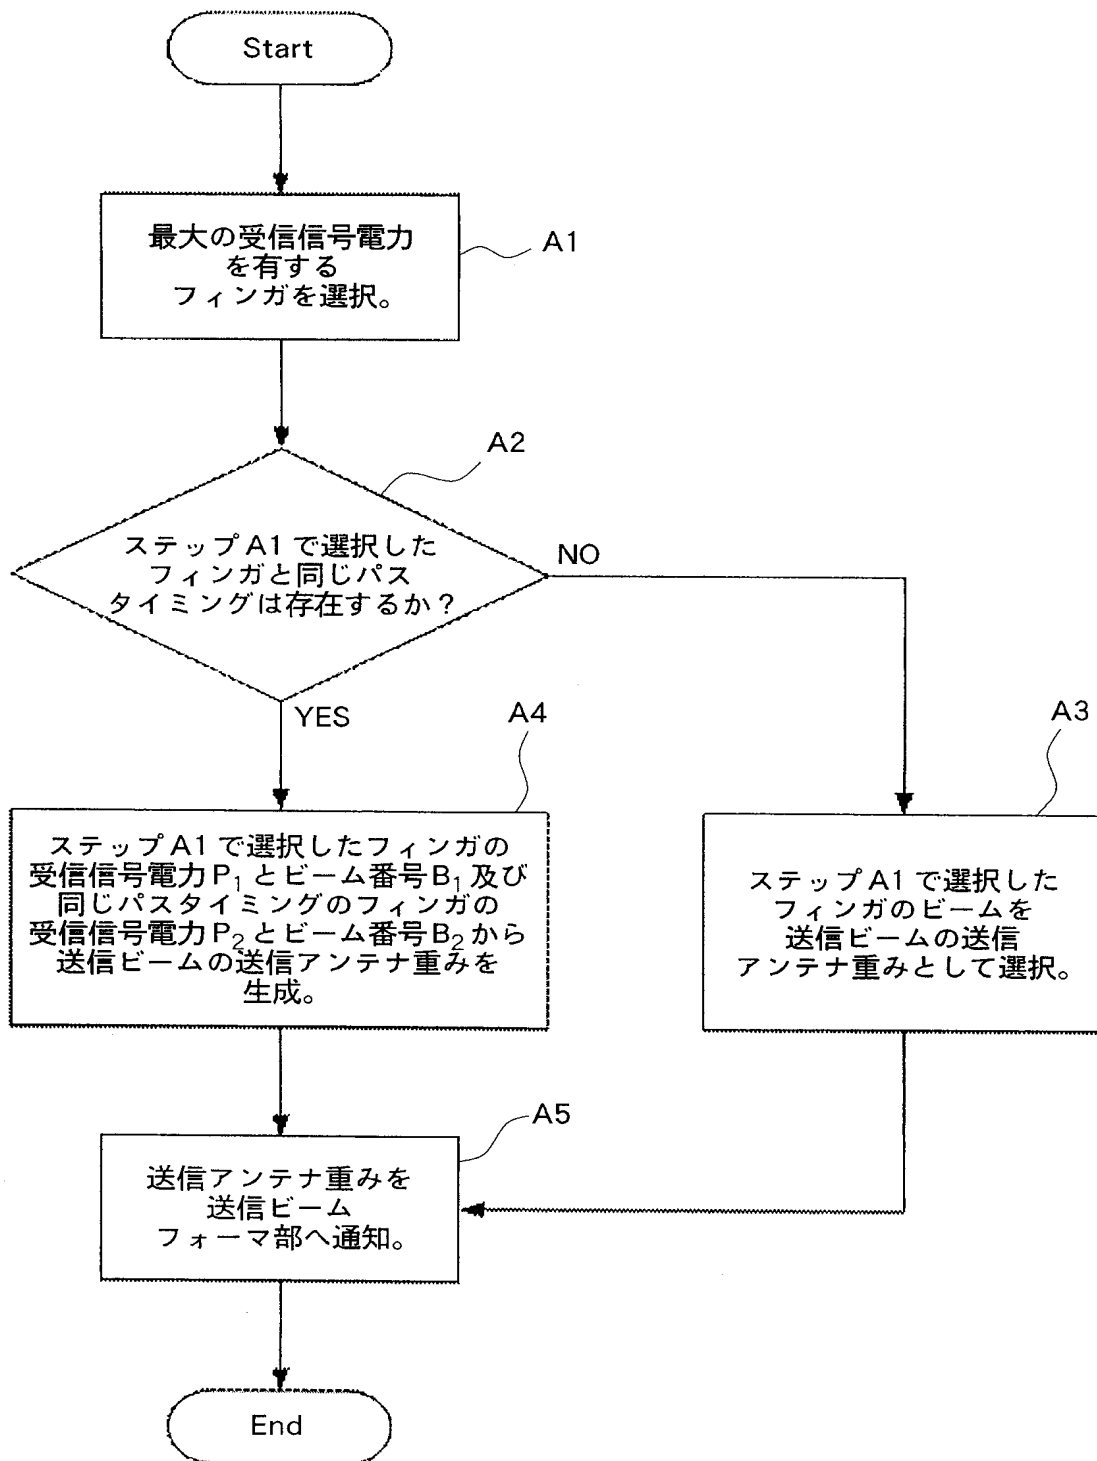 Start
最大の受信信号電力
を有する
フィンガを選択。
A1
A2
ステップA1で選択した
フィンガと同じパス
タイミングは存在するか？
NO
YES
A4
A3
ステップA1で選択したフィンガの
受信信号電力P₁とビーム番号B₁及び
同じパスタイミングのフィンガの
受信信号電力P₂とビーム番号B₂から
送信ビームの送信アンテナ重みを
生成。
ステップA1で選択した
フィンガのビームを
送信ビームの送信
アンテナ重みとして選択。
A5
送信アンテナ重みを
送信ビーム
フォーマ部へ通知。
End